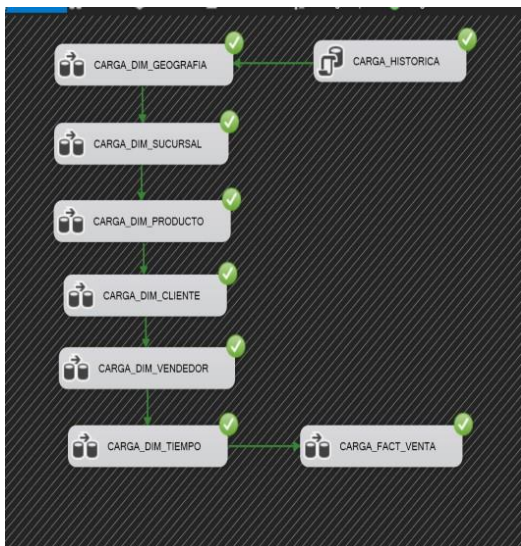 CARGA_DIM_GEOGRAFIA
CARGA_HISTORICA
CARGA_DIM_SUCURSAL
CARGA_DIM_PRODUCTO
CARGA_DIM_CLIENTE
CARGA_DIM_VENDEDOR
CARGA_DIM_TIEMPO
CARGA_FACT_VENTA